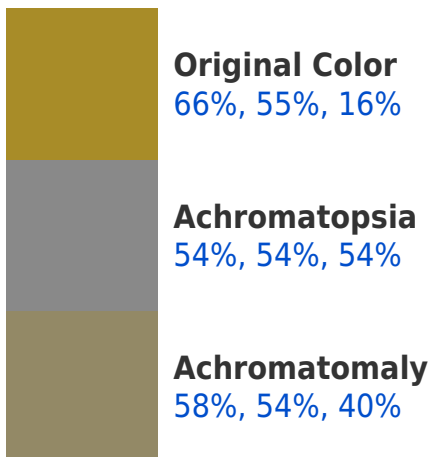 Original Color
66%, 55%, 16%
Achromatopsia
54%, 54%, 54%
Achromatomaly
58%, 54%, 40%